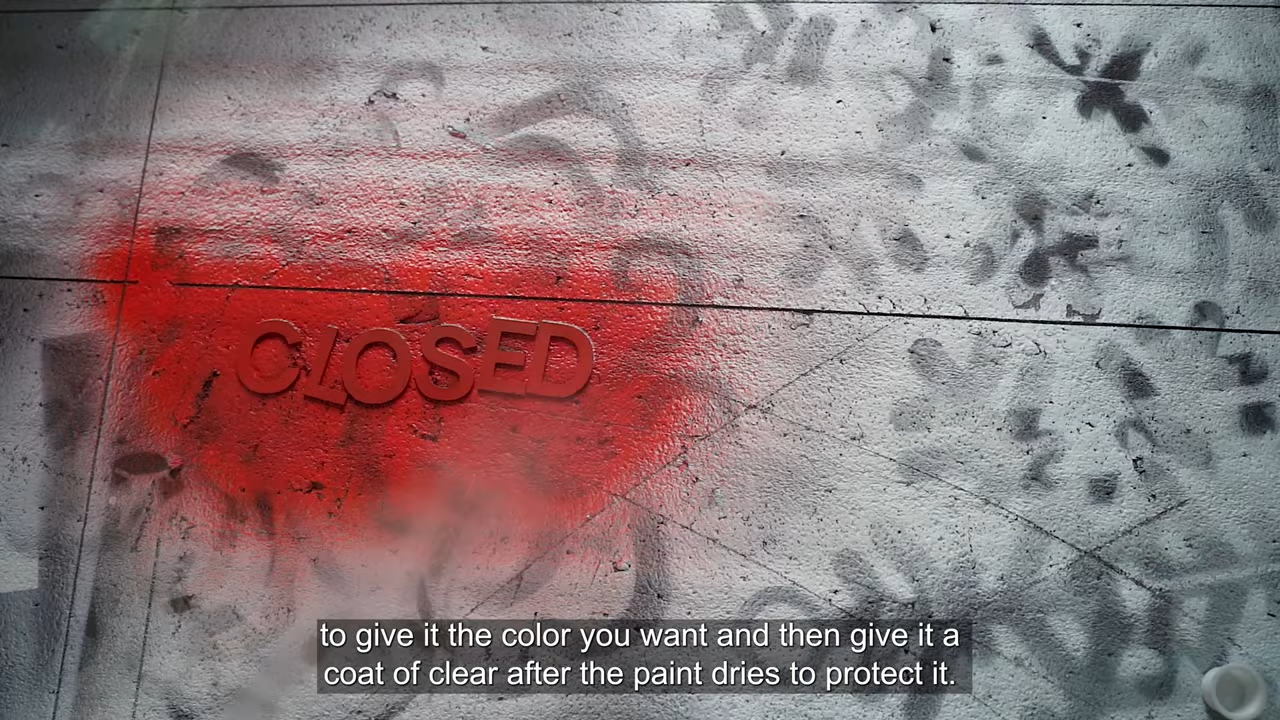 CLOSED
to give it the color you want and then give it a
coat of clear after the paint dries to protect it.